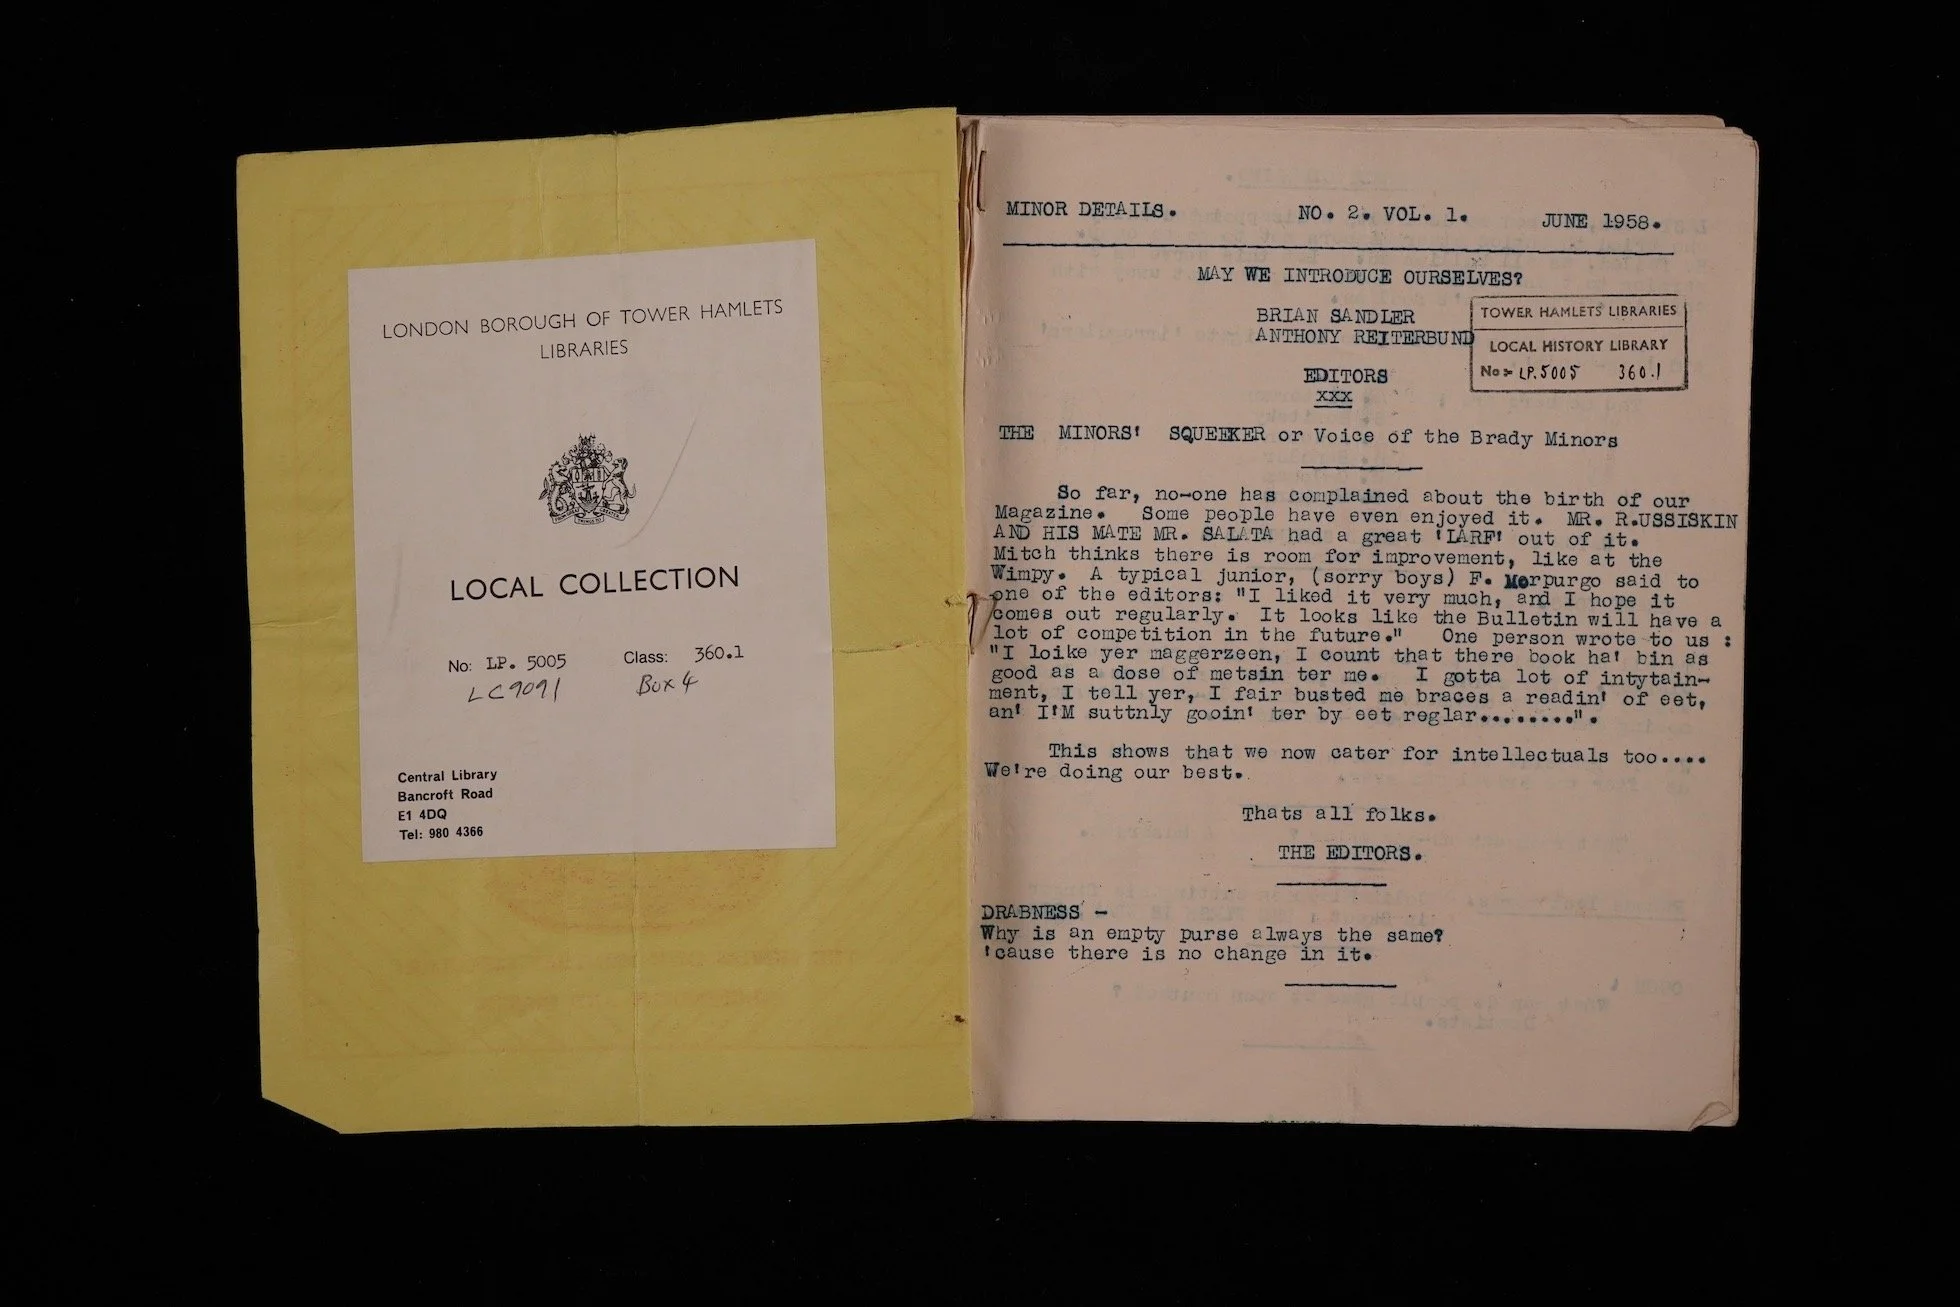 LONDON BOROUGH OF TOWER HAMLETS
LIBRARIES
LOCAL COLLECTION
No: LP. 5005 Class: 360.1
LC9091 Box 4
Central Library
Bancroft Road
E1 4DQ
Tel: 980 4366
MINOR DETAILS. NO. 2. VOL. 1. JUNE 1958.
MAY WE INTRODUCE OURSELVES?
BRIAN SANDLER
ANTHONY REITERBUND
TOWER HAMLETS LIBRARIES
LOCAL HISTORY LIBRARY
No:- LP.5005 360.1
EDITORS
XXX
THE MINORS' SQUEEKER or Voice of the Brady Minors
So far, no-one has complained about the birth of our
Magazine. Some people have even enjoyed it. MR. R.USSISKIN
AND HIS MATE MR. SALATA had a great 'LARF' out of it.
Mitch thinks there is room for improvement, like at the
Wimpy. A typical junior, (sorry boys) F. Morpurgo said to
one of the editors: "I liked it very much, and I hope it
comes out regularly. It looks like the Bulletin will have a
lot of competition in the future." One person wrote to us :
"I loike yer maggerzeen, I count that there book ha' bin as
good as a dose of metsin ter me. I gotta lot of intytain-
ment, I tell yer, I fair busted me braces a readin' of eet,
an' I'M suttnly gooin' ter by eet reglar........".
This shows that we now cater for intellectuals too....
We're doing our best.
Thats all folks.
THE EDITORS.
DRABNESS -
Why is an empty purse always the same?
'cause there is no change in it.